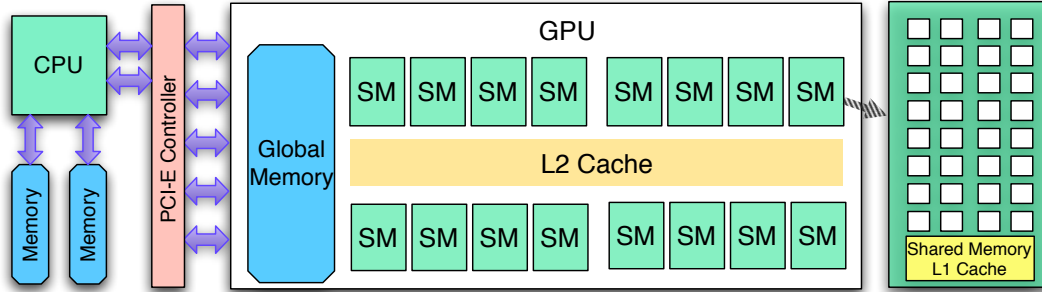 GPU
CPU
Memory
Memory
PCI-E Controller
Global
Memory
SM SM SM SM SM SM SM SM
L2 Cache
SM SM SM SM SM SM SM SM
Shared Memory
L1 Cache